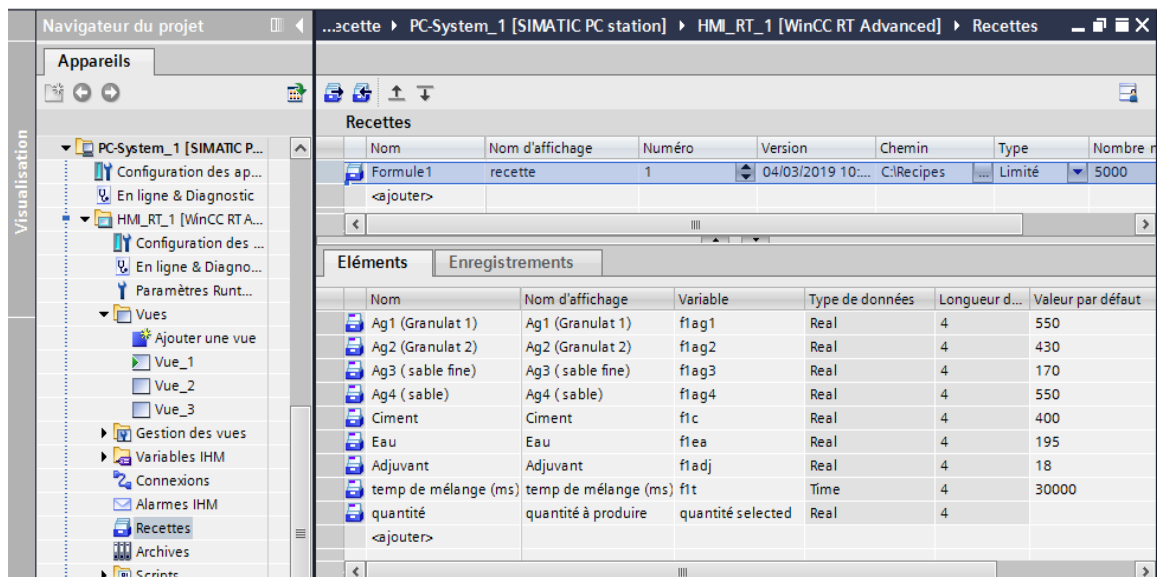 Navigateur du projet
...ecette ▸ PC-System_1 [SIMATIC PC station] ▸ HMI_RT_1 [WinCC RT Advanced] ▸ Recettes
Appareils
Visualisation
PC-System_1 [SIMATIC P...
Configuration des ap...
En ligne & Diagnostic
HMI_RT_1 [WinCC RT A...
Configuration des ...
En ligne & Diagno...
Paramètres Runt...
Vues
Ajouter une vue
Vue_1
Vue_2
Vue_3
Gestion des vues
Variables IHM
Connexions
Alarmes IHM
Recettes
Archives
Scripts
Recettes
Nom Nom d'affichage Numéro Version Chemin Type Nombre
Formule1 recette 1 04/03/2019 10:... C:\Recipes ... Limité 5000
<ajouter>
Eléments Enregistrements
Nom Nom d'affichage Variable Type de données Longueur d... Valeur par défaut
Ag1 (Granulat 1) Ag1 (Granulat 1) f1ag1 Real 4 550
Ag2 (Granulat 2) Ag2 (Granulat 2) f1ag2 Real 4 430
Ag3 ( sable fine) Ag3 ( sable fine) f1ag3 Real 4 170
Ag4 ( sable) Ag4 ( sable) f1ag4 Real 4 550
Ciment Ciment f1c Real 4 400
Eau Eau f1ea Real 4 195
Adjuvant Adjuvant f1adj Real 4 18
temp de mélange (ms) temp de mélange (ms) f1t Time 4 30000
quantité quantité à produire quantité selected Real 4
<ajouter>